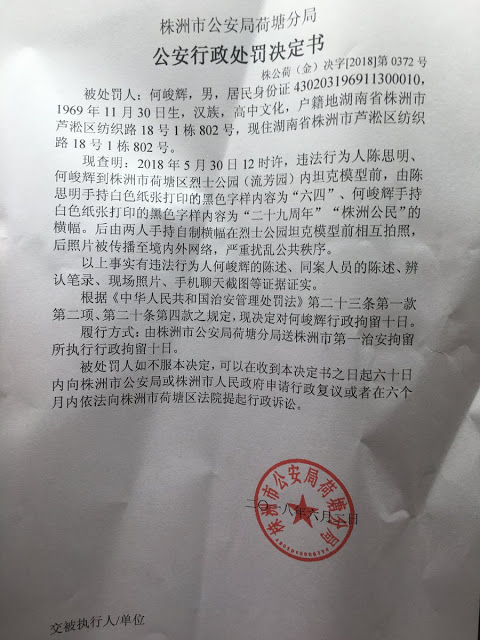 株洲市公安局荷塘分局
公安行政处罚决定书
株公荷（金）决字[2018]第0372号
被处罚人：何峻辉，男，居民身份证430203196911300010，
1969年11月30日生，汉族，高中文化，户籍地湖南省株洲市
芦淞区纺织路18号1栋802号，现住湖南省株洲市芦淞区纺织
路18号1栋802号。
现查明：2018年5月30日12时许，违法行为人陈思明、
何峻辉到株洲市荷塘区烈士公园（流芳园）内坦克模型前，由陈
思明手持白色纸张打印的黑色字样内容为“六四”、何峻辉手持
白色纸张打印的黑色字样内容为“二十九周年”“株洲公民”的
横幅。后由两人手持自制横幅在烈士公园坦克模型前相互拍照，
后照片被传播至境内外网络，严重扰乱公共秩序。
以上事实有违法行为人何峻辉的陈述、同案人员的陈述、辨
认笔录、现场照片、手机聊天截图等证据证实。
根据《中华人民共和国治安管理处罚法》第二十三条第一款
第二项、第二十条第四款之规定，现决定对何峻辉行政拘留十日。
履行方式：由株洲市公安局荷塘分局送株洲市第一治安拘留
所执行行政拘留十日。
被处罚人如不服本决定，可以在收到本决定书之日起六十日
内向株洲市公安局或株洲市人民政府申请行政复议或者在六个
月内依法向株洲市荷塘区法院提起行政诉讼。
株洲市公安局荷塘分局
二〇一八年六月二日
交被执行人/单位